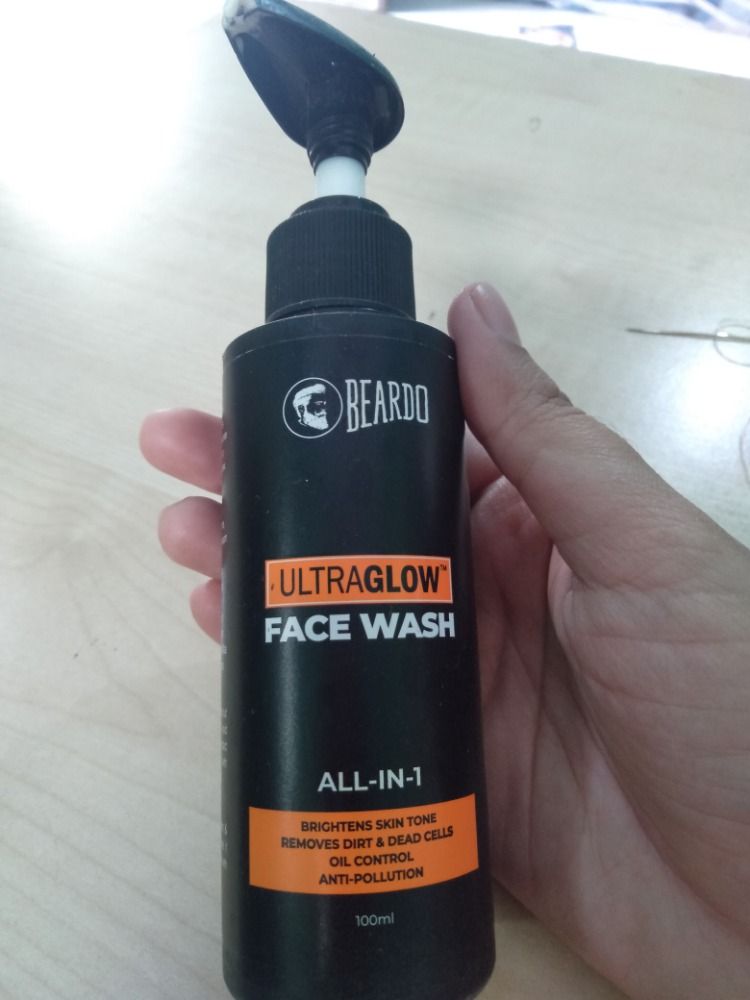 BEARDO
ULTRAGLOW™
FACE WASH
ALL-IN-1
BRIGHTENS SKIN TONE
REMOVES DIRT & DEAD CELLS
OIL CONTROL
ANTI-POLLUTION
100ml